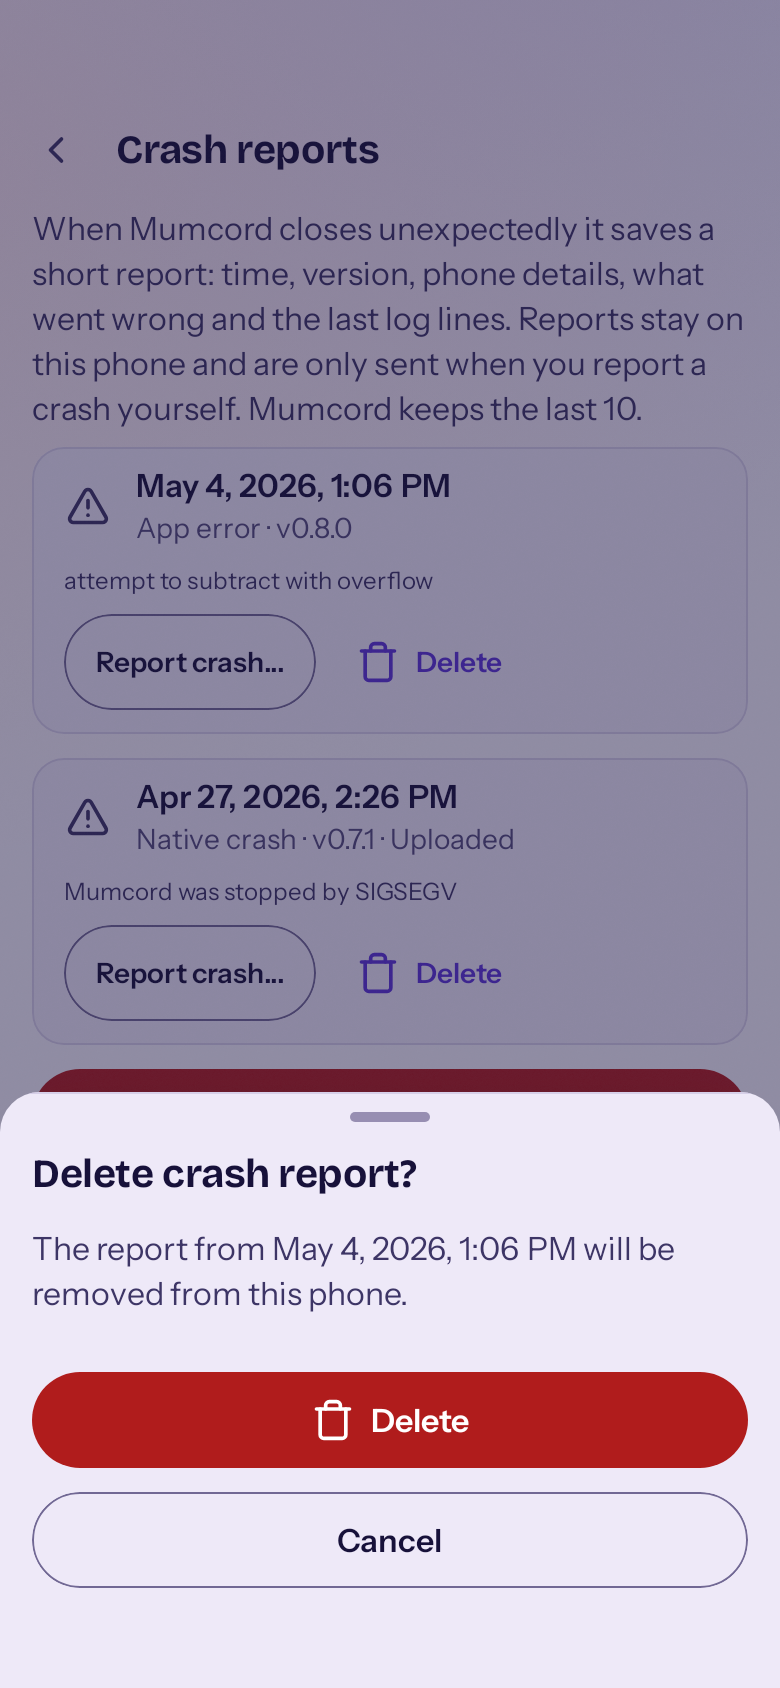 Crash reports
When Mumcord closes unexpectedly it saves a
short report: time, version, phone details, what
went wrong and the last log lines. Reports stay on
this phone and are only sent when you report a
crash yourself. Mumcord keeps the last 10.
May 4, 2026, 1:06 PM
App error · v0.8.0
attempt to subtract with overflow
Report crash... Delete
Apr 27, 2026, 2:26 PM
Native crash · v0.7.1 · Uploaded
Mumcord was stopped by SIGSEGV
Report crash... Delete
Delete crash report?
The report from May 4, 2026, 1:06 PM will be
removed from this phone.
Delete
Cancel